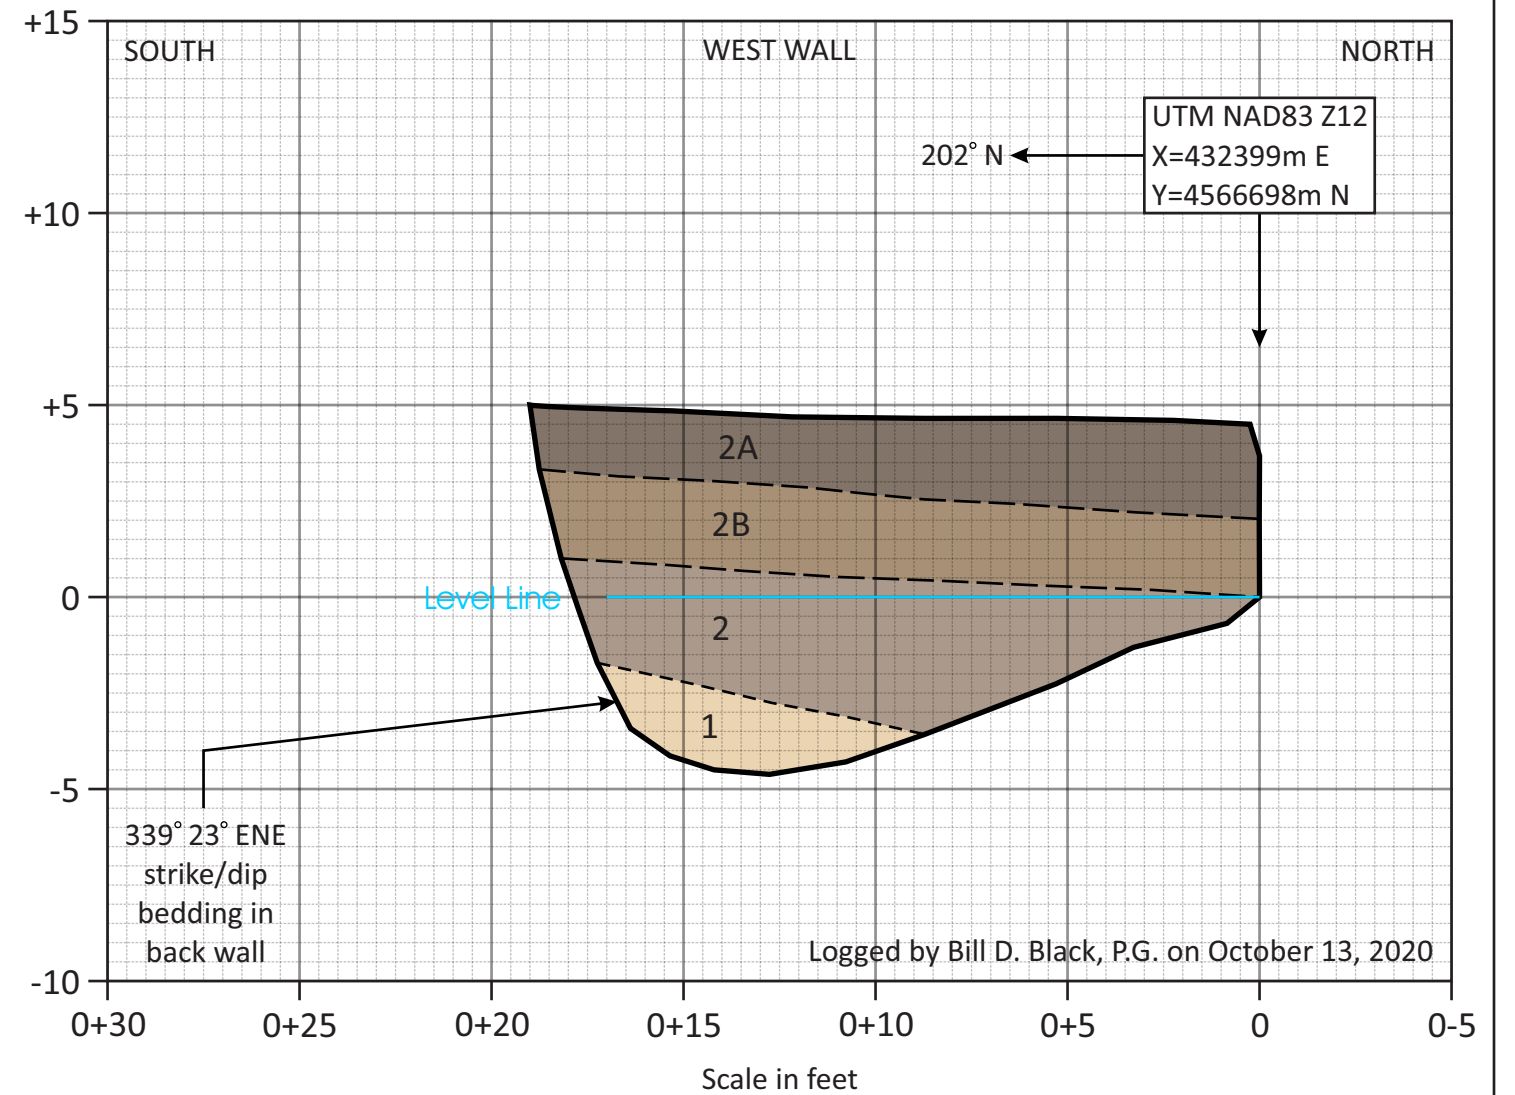 +15
SOUTH
WEST WALL
NORTH
UTM NAD83 Z12
X=432399m E
Y=4566698m N
202° N
+10
+5
2A
2B
0
Level Line
2
1
-5
339° 23° ENE
strike/dip
bedding in
back wall
Logged by Bill D. Black, P.G. on October 13, 2020
-10
0+30
0+25
0+20
0+15
0+10
0+5
0
0-5
Scale in feet